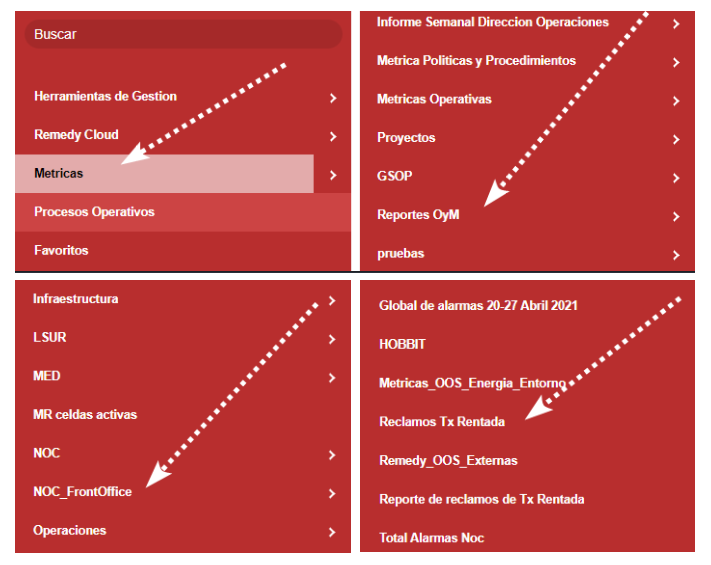 Buscar
Herramientas de Gestion
Remedy Cloud
Metricas
Procesos Operativos
Favoritos
Informe Semanal Direccion Operaciones
Metrica Politicas y Procedimientos
Metricas Operativas
Proyectos
GSOP
Reportes OyM
pruebas
Infraestructura
LSUR
MED
MR celdas activas
NOC
NOC_FrontOffice
Operaciones
Global de alarmas 20-27 Abril 2021
HOBBIT
Metricas_OOS_Energia_Entorno
Reclamos Tx Rentada
Remedy_OOS_Externas
Reporte de reclamos de Tx Rentada
Total Alarmas Noc